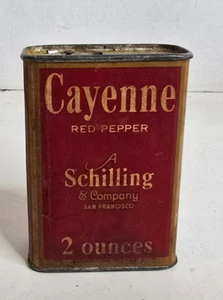 Cayenne
RED PEPPER
A
Schilling
& Company
SAN FRANCISCO
2 ounces